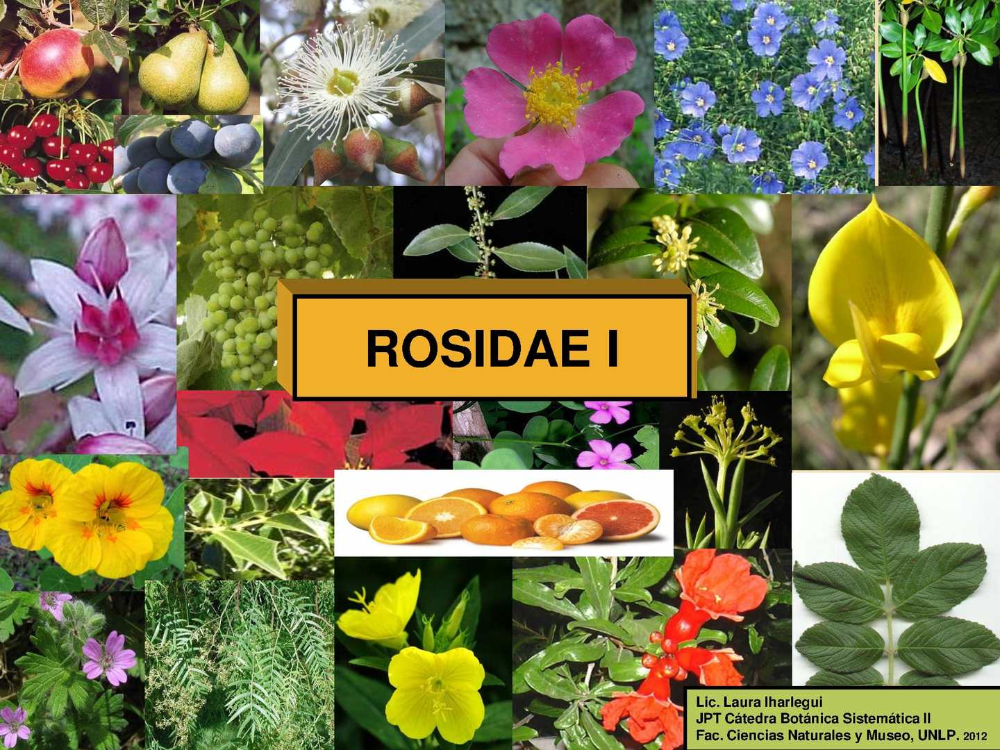 ROSIDAE I
Lic. Laura Iharlegui
JPT Cátedra Botánica Sistemática II
Fac. Ciencias Naturales y Museo, UNLP. 2012